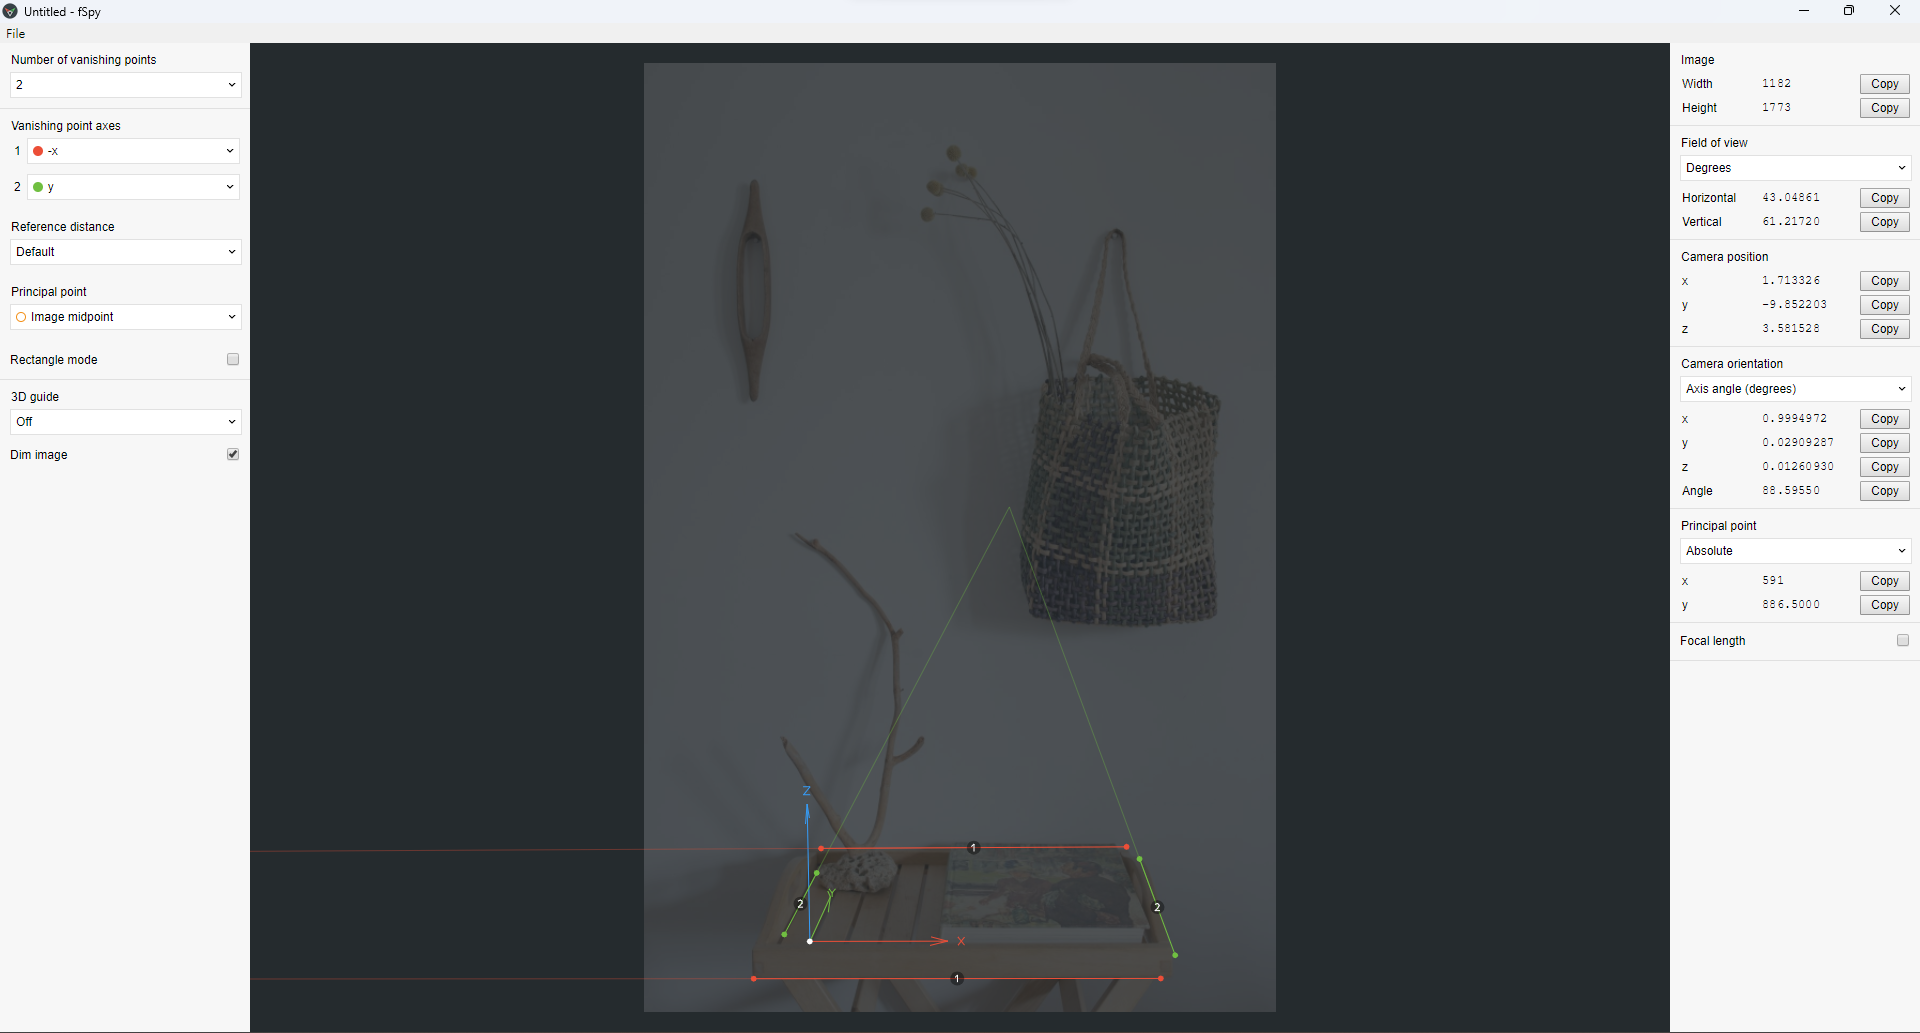 Untitled - fSpy
File
Number of vanishing points
2
Vanishing point axes
1 -x
2 y
Reference distance
Default
Principal point
Image midpoint
Rectangle mode
3D guide
Off
Dim image
Z
Y
X
1
2
2
1
Image
Width 1182 Copy
Height 1773 Copy
Field of view
Degrees
Horizontal 43.04861 Copy
Vertical 61.21720 Copy
Camera position
x 1.713326 Copy
y -9.852203 Copy
z 3.581528 Copy
Camera orientation
Axis angle (degrees)
x 0.9994972 Copy
y 0.02909287 Copy
z 0.01260930 Copy
Angle 88.59550 Copy
Principal point
Absolute
x 591 Copy
y 886.5000 Copy
Focal length